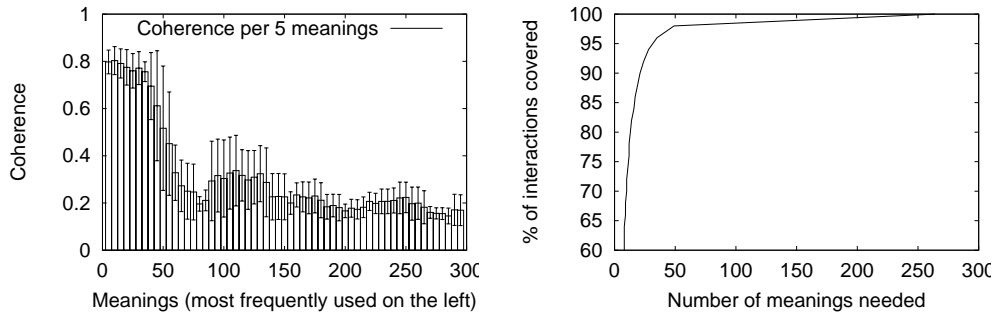 Coherence per 5 meanings
1
0.8
0.6
0.4
0.2
0
Coherence
0 50 100 150 200 250 300
Meanings (most frequently used on the left)
100
95
90
85
80
75
70
65
60
% of interactions covered
0 50 100 150 200 250 300
Number of meanings needed